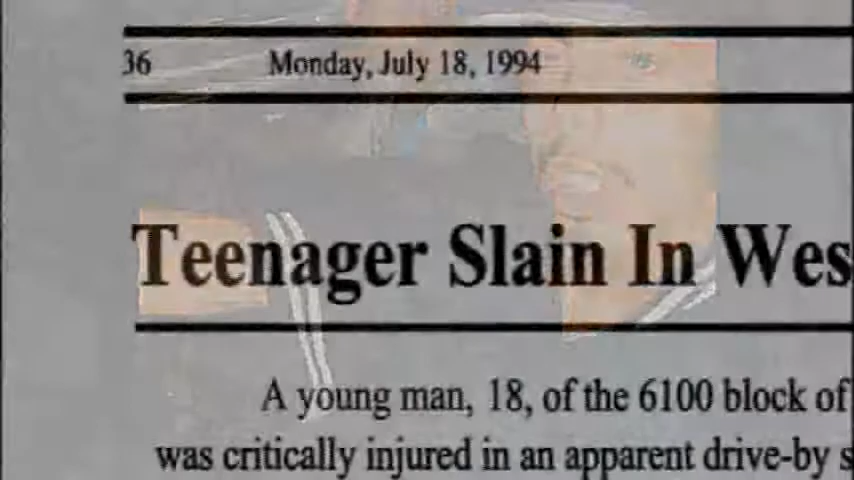 36 Monday, July 18, 1994
Teenager Slain In Wes
A young man, 18, of the 6100 block of
was critically injured in an apparent drive-by s